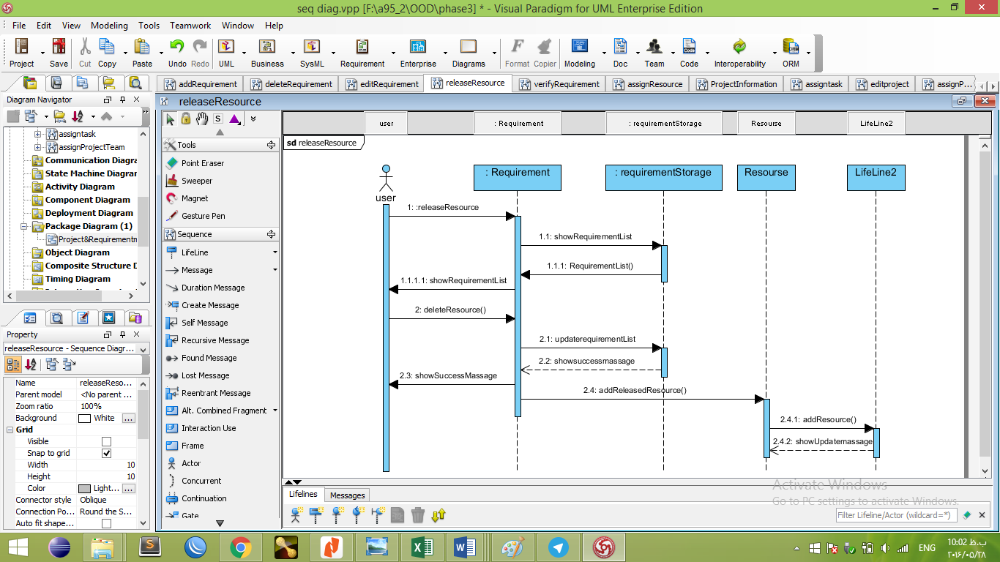 seq diag.vpp [F:\a95_2\OOD\phase3] * - Visual Paradigm for UML Enterprise Edition
File Edit View Modeling Tools Teamwork Window Help
Project Save Cut Copy Paste Undo Redo UML Business SysML Requirement Enterprise Diagrams Format Copier Modeling Doc Team Code Interoperability ORM
addRequirement deleteRequirement editRequirement releaseResource verifyRequirement assignResource ProjectInformation assigntask editproject assignP...
Diagram Navigator
assigntask
assignProjectTeam
Communication Diagra
State Machine Diagran
Activity Diagram
Component Diagram
Deployment Diagram
Package Diagram (1)
Project&Requirementn
Object Diagram
Composite Structure D
Timing Diagram
Property
releaseResource - Sequence Diagr...
Name releaseReso...
Parent model <No parent ...
Zoom ratio 100%
Background White ...
Grid
Visible
Snap to grid
Width 10
Height 10
Color Light... ...
Connector style Oblique
Connection Po... Round the S...
Auto fit shape...
releaseResource
S
Tools
Point Eraser
Sweeper
Magnet
Gesture Pen
Sequence
LifeLine
Message
Duration Message
Create Message
Self Message
Recursive Message
Found Message
Lost Message
Reentrant Message
Alt. Combined Fragment
Interaction Use
Frame
Actor
Concurrent
Continuation
Gate
user : Requirement : requirementStorage Resourse LifeLine2
sd releaseResource
user
: Requirement
: requirementStorage
Resourse
LifeLine2
1: :releaseResource
1.1: showRequirementList
1.1.1: RequirementList()
1.1.1.1: showRequirementList
2: deleteResource()
2.1: updaterequirementList
2.2: showsuccessmassage
2.3: showSuccessMassage
2.4: addReleasedResource()
2.4.1: addResource()
2.4.2: showUpdatemassage
Lifelines Messages
Activate Windows
Go to PC settings to activate Windows.
Filter Lifeline/Actor (wildcard=*)
ENG
10:02 ب.ظ
۲۰۱۶/۰۵/۲۸